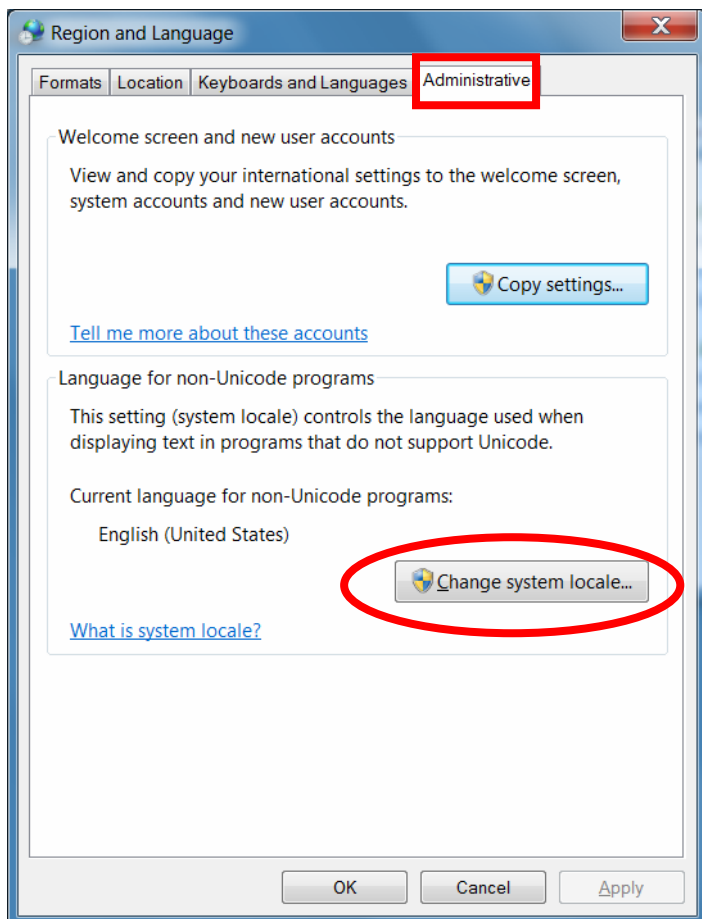 Region and Language
Formats Location Keyboards and Languages Administrative
Welcome screen and new user accounts
View and copy your international settings to the welcome screen,
system accounts and new user accounts.
Copy settings...
Tell me more about these accounts
Language for non-Unicode programs
This setting (system locale) controls the language used when
displaying text in programs that do not support Unicode.
Current language for non-Unicode programs:
English (United States)
Change system locale...
What is system locale?
OK Cancel Apply